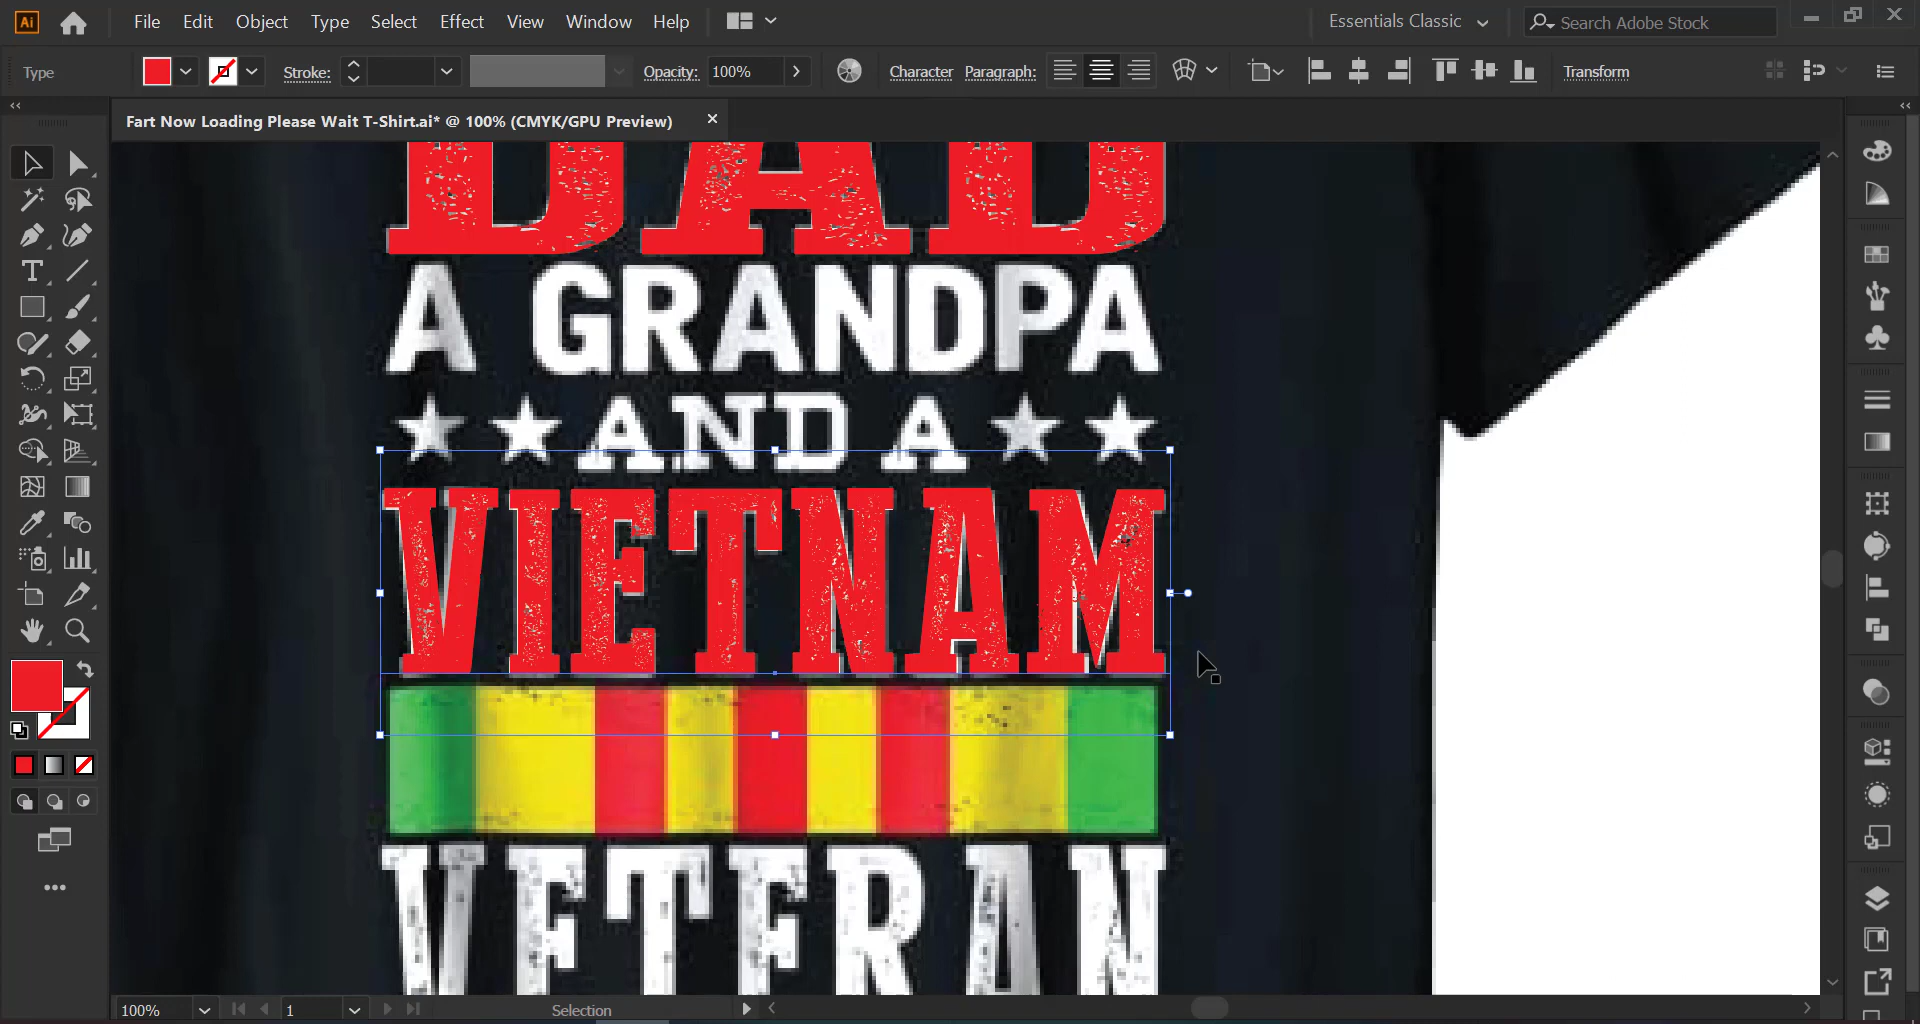 Ai File Edit Object Type Select Effect View Window Help Essentials Classic Search Adobe Stock
Type Stroke: Opacity: 100% Character Paragraph: Transform
Fart Now Loading Please Wait T-Shirt.ai* @ 100% (CMYK/GPU Preview)
DAD
A GRANDPA
AND A
VIETNAM
VETERAN
100% 1 Selection